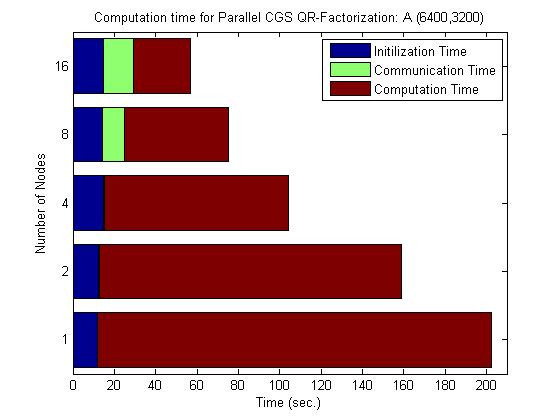 Computation time for Parallel CGS QR-Factorization: A (6400,3200)
Initilization Time
Communication Time
Computation Time
Number of Nodes
16
8
4
2
1
0 20 40 60 80 100 120 140 160 180 200
Time (sec.)